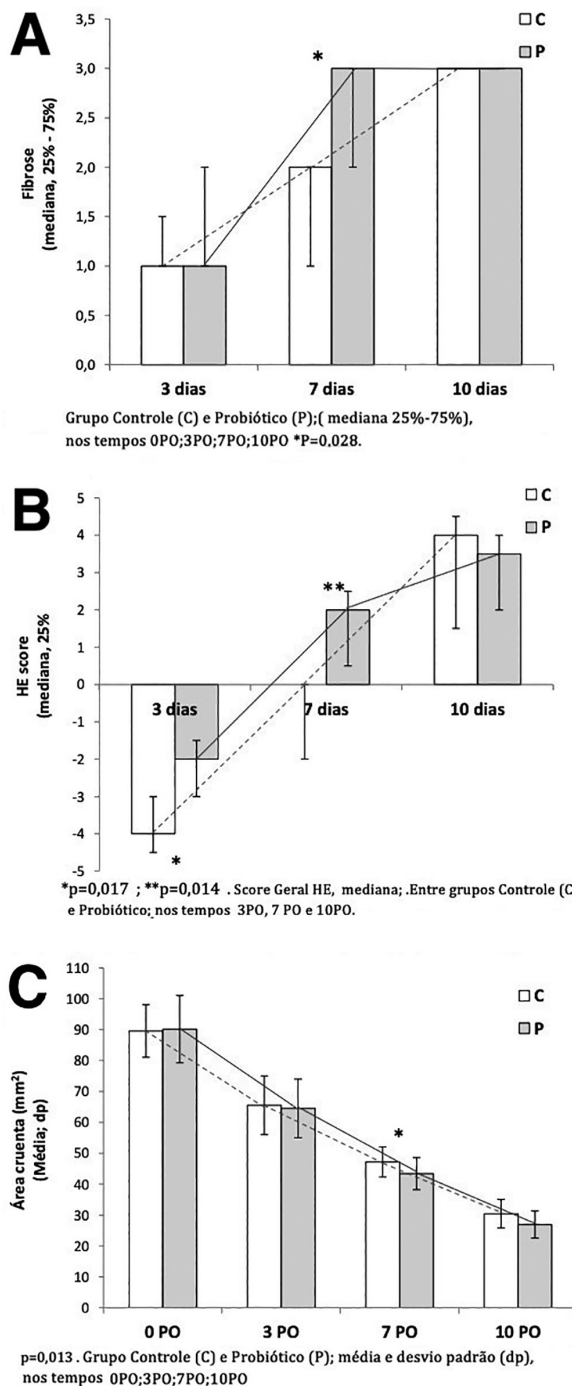 A
C
P
Fibrose
(mediana, 25% - 75%)
3,5
3,0
2,5
2,0
1,5
1,0
0,5
0,0
*
3 dias 7 dias 10 dias
Grupo Controle (C) e Probiótico (P);( mediana 25%-75%),
nos tempos 0PO;3PO;7PO;10PO *P=0,028.
B
C
P
HE score
(mediana, 25%
5
4
3
2
1
0
-1
-2
-3
-4
-5
**
3 dias 7 dias 10 dias
*
*p=0,017 ; **p=0,014 . Score Geral HE, mediana; .Entre grupos Controle (C
e Probiótico; nos tempos 3PO, 7 PO e 10PO.
C
C
P
Área cruenta (mm²)
(Média; dp)
110
100
90
80
70
60
50
40
30
20
10
0
*
0 PO 3 PO 7 PO 10 PO
p=0,013 . Grupo Controle (C) e Probiótico (P); média e desvio padrão (dp),
nos tempos 0PO;3PO;7PO;10PO